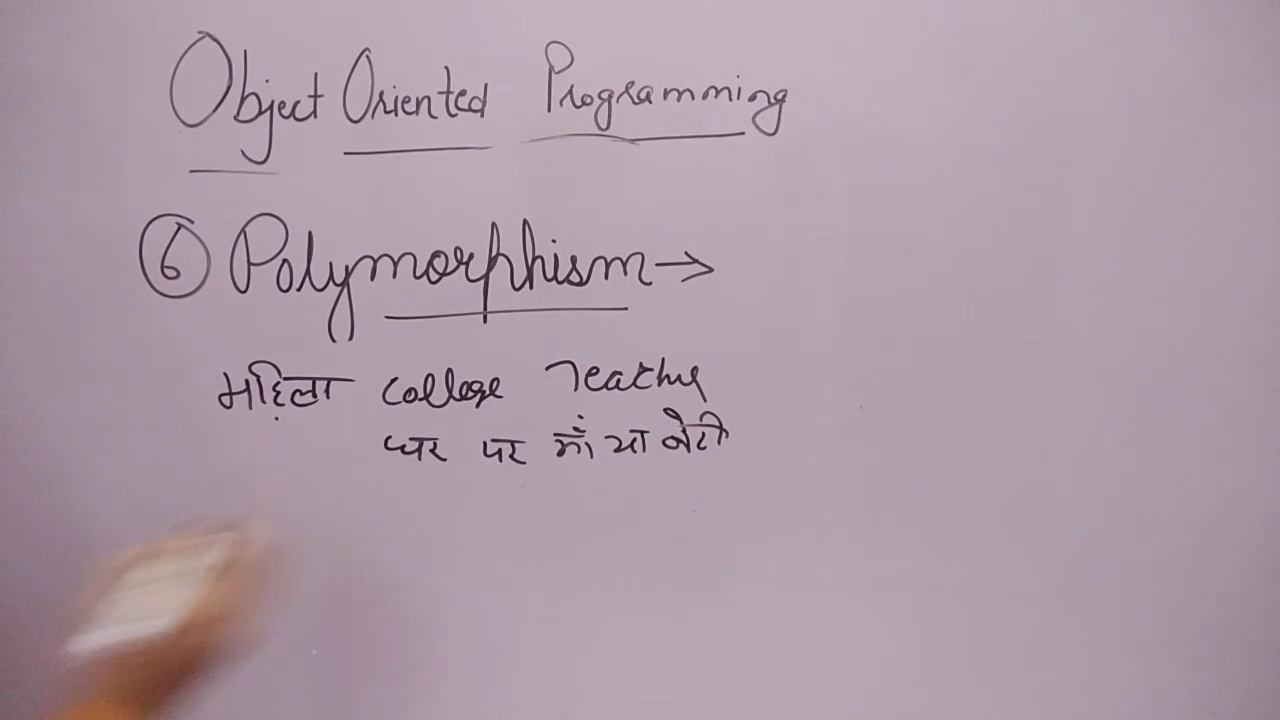 Object Oriented Programming
⑥ Polymorphism →
महिला College Teacher
घर पर माँ या बेटी